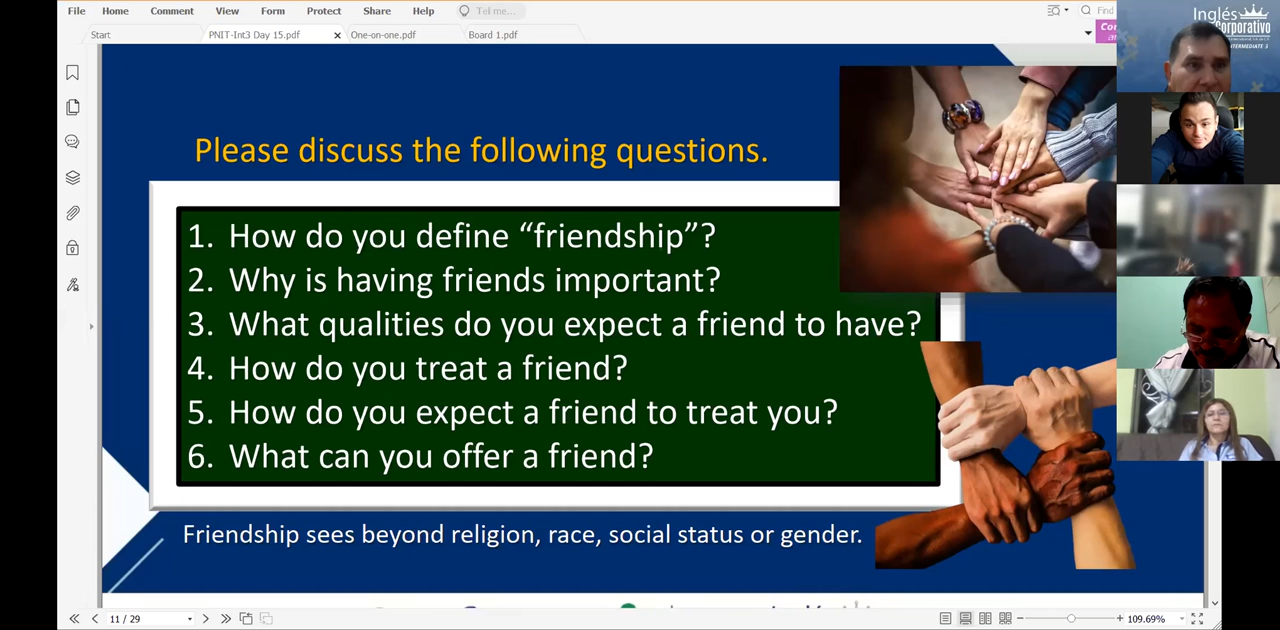 File Home Comment View Form Protect Share Help Tell me... Find
Start PNIT-Int3 Day 15.pdf One-on-one.pdf Board 1.pdf
Inglés
Corporativo
INTERMEDIATE 3
Please discuss the following questions.
1. How do you define “friendship”?
2. Why is having friends important?
3. What qualities do you expect a friend to have?
4. How do you treat a friend?
5. How do you expect a friend to treat you?
6. What can you offer a friend?
Friendship sees beyond religion, race, social status or gender.
11 / 29
109.69%